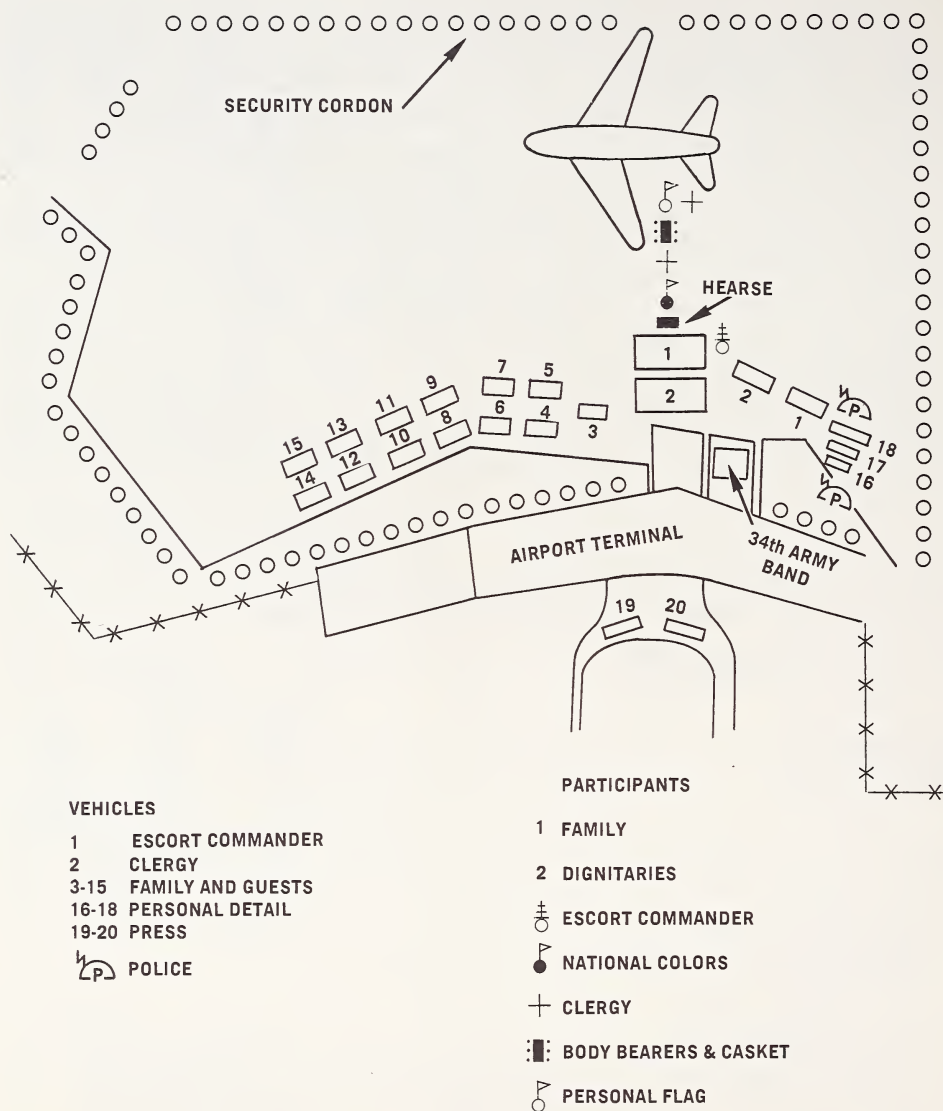 SECURITY CORDON
HEARSE
1
2
2
1
P
18
17
16
P
7
5
9
11
13
15
3
4
6
8
10
12
14
AIRPORT TERMINAL
34th ARMY
BAND
19
20
VEHICLES
1 ESCORT COMMANDER
2 CLERGY
3-15 FAMILY AND GUESTS
16-18 PERSONAL DETAIL
19-20 PRESS
P POLICE
PARTICIPANTS
1 FAMILY
2 DIGNITARIES
ESCORT COMMANDER
NATIONAL COLORS
CLERGY
BODY BEARERS & CASKET
PERSONAL FLAG